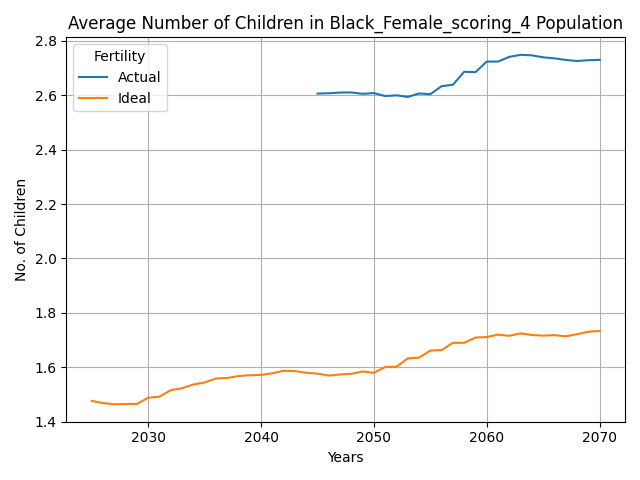 Average Number of Children in Black_Female_scoring_4 Population
Fertility
Actual
Ideal
No. of Children
2.8
2.6
2.4
2.2
2.0
1.8
1.6
1.4
2030 2040 2050 2060 2070
Years